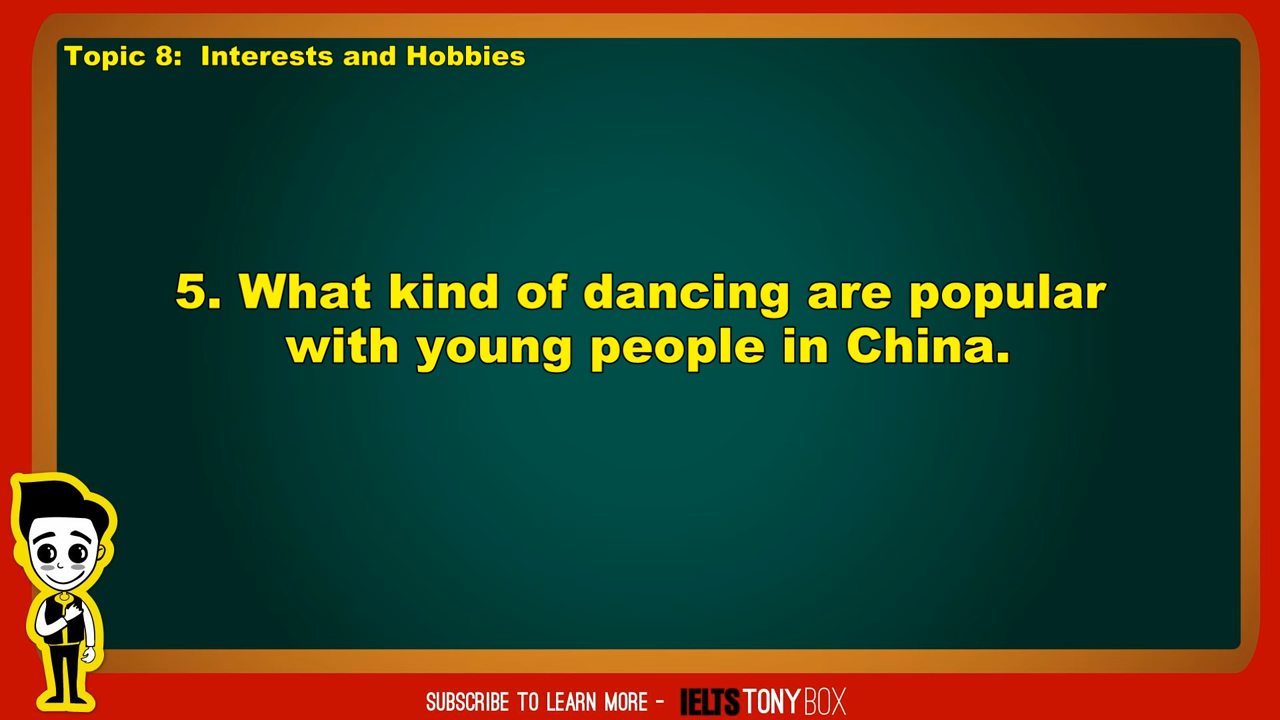 Topic 8:  Interests and Hobbies
5. What kind of dancing are popular
with young people in China.
SUBSCRIBE TO LEARN MORE - IELTSTONYBOX